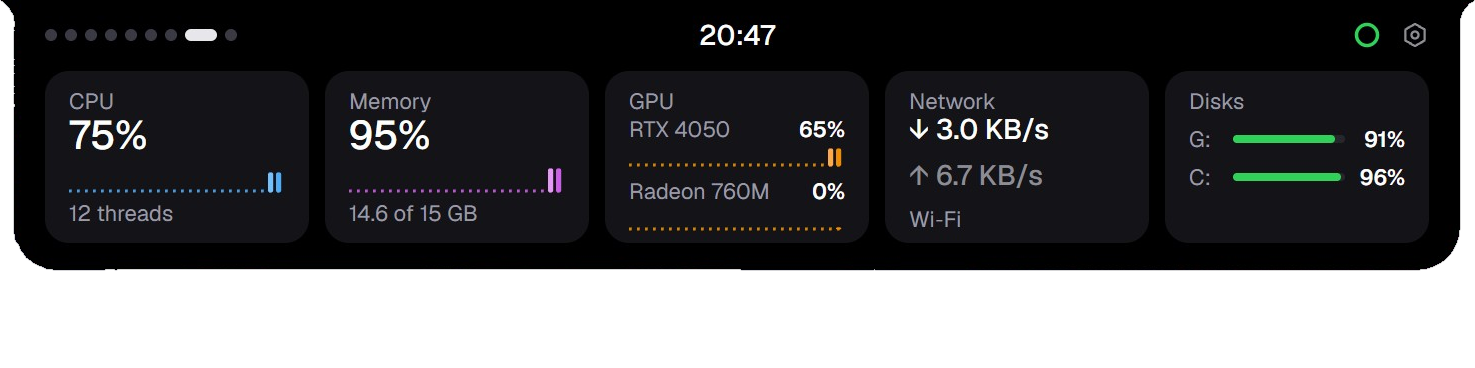 20:47
CPU
75%
12 threads
Memory
95%
14.6 of 15 GB
GPU
RTX 4050 65%
Radeon 760M 0%
Network
↓ 3.0 KB/s
↑ 6.7 KB/s
Wi-Fi
Disks
G: 91%
C: 96%